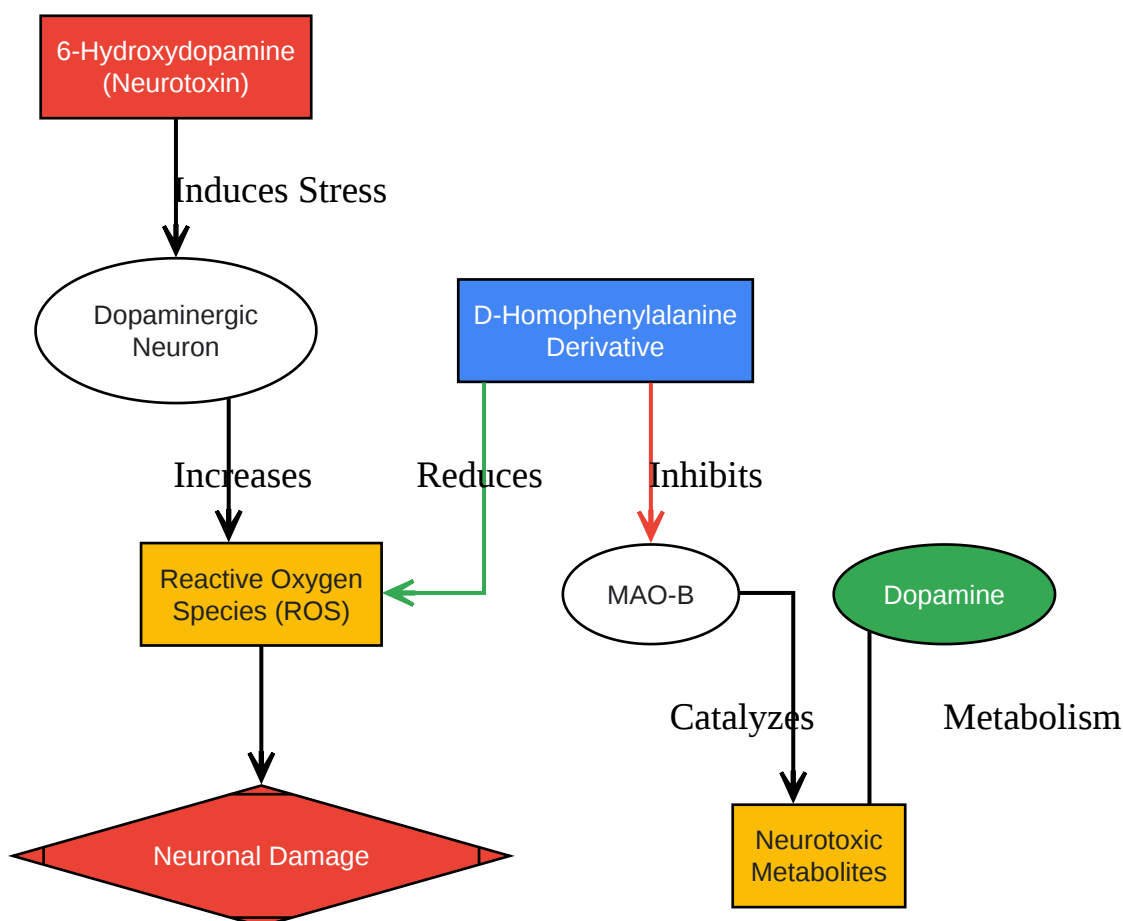 6-Hydroxydopamine
(Neurotoxin)
Induces Stress
Dopaminergic
Neuron
D-Homophenylalanine
Derivative
Increases
Reduces
Inhibits
Reactive Oxygen
Species (ROS)
MAO-B
Dopamine
Catalyzes
Metabolism
Neuronal Damage
Neurotoxic
Metabolites